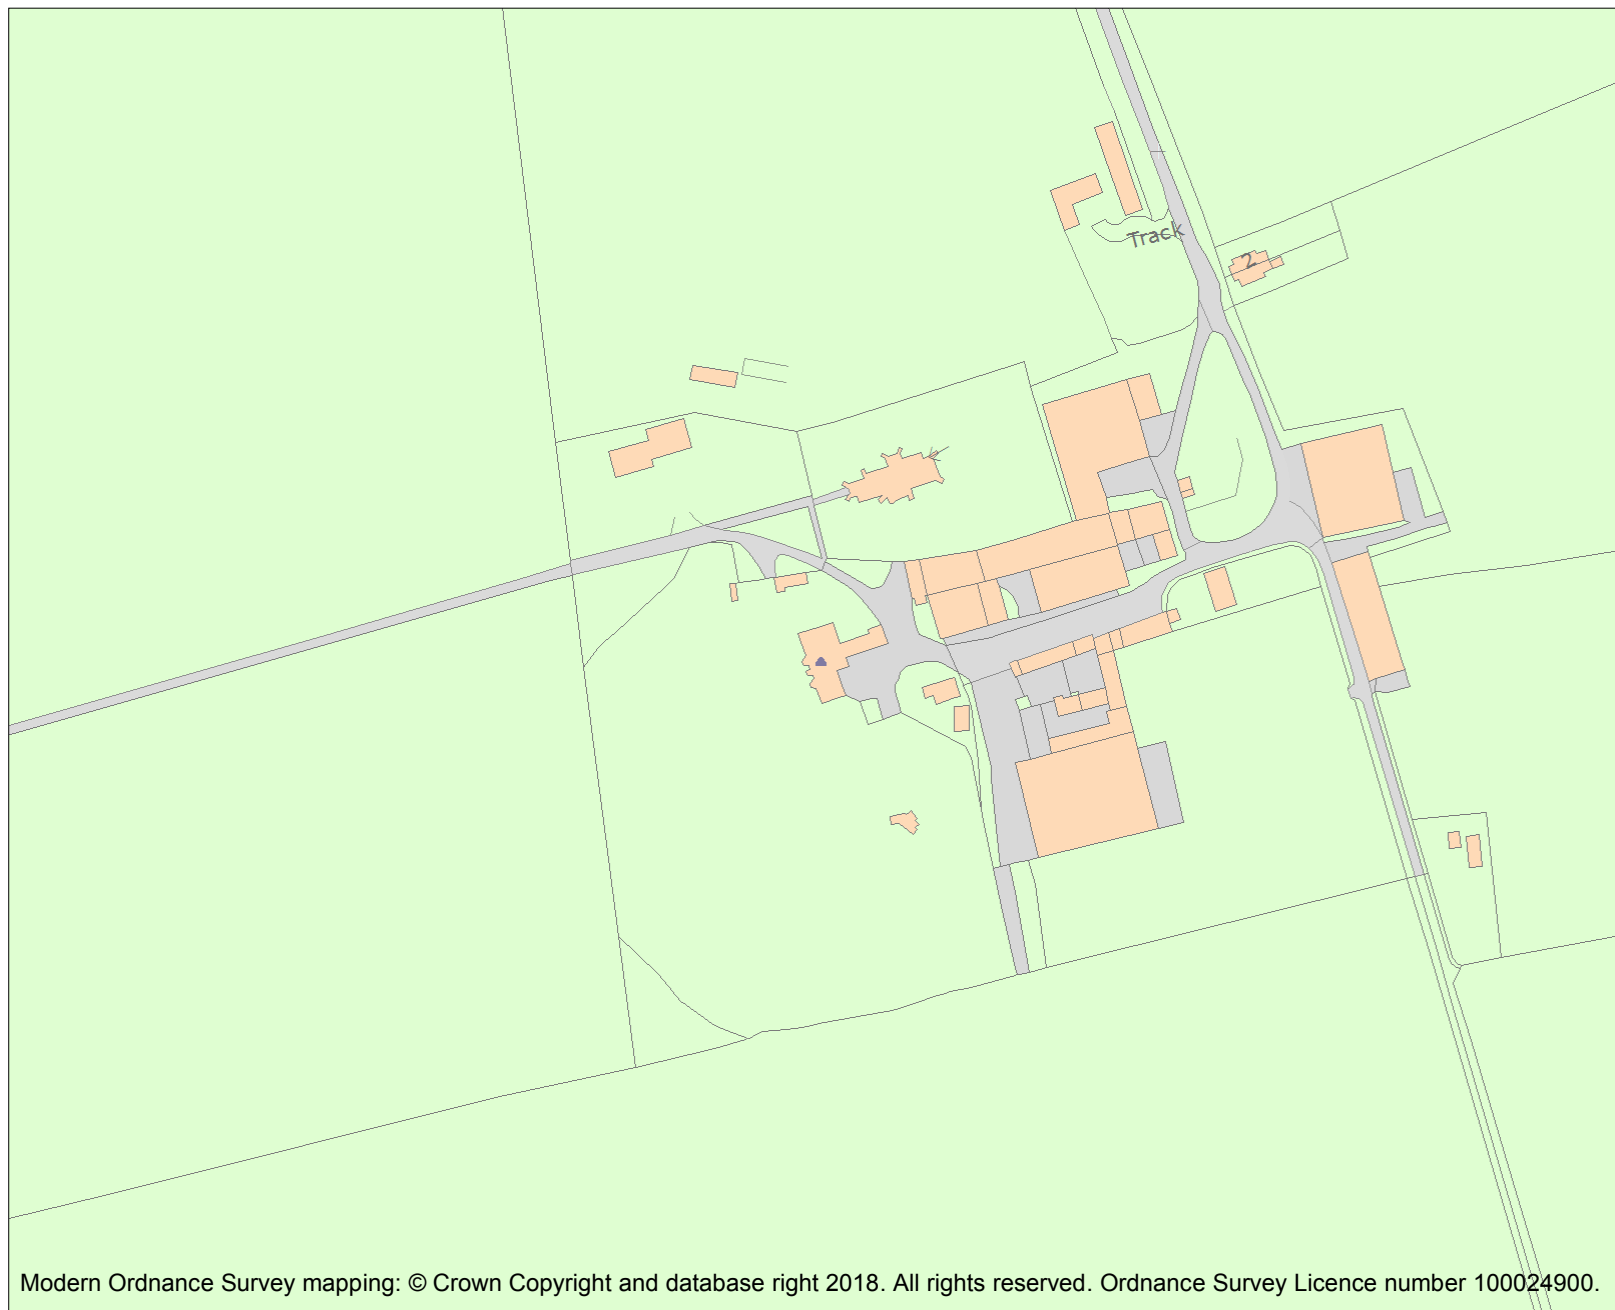 Track
2
Modern Ordnance Survey mapping: © Crown Copyright and database right 2018. All rights reserved. Ordnance Survey Licence number 100024900.